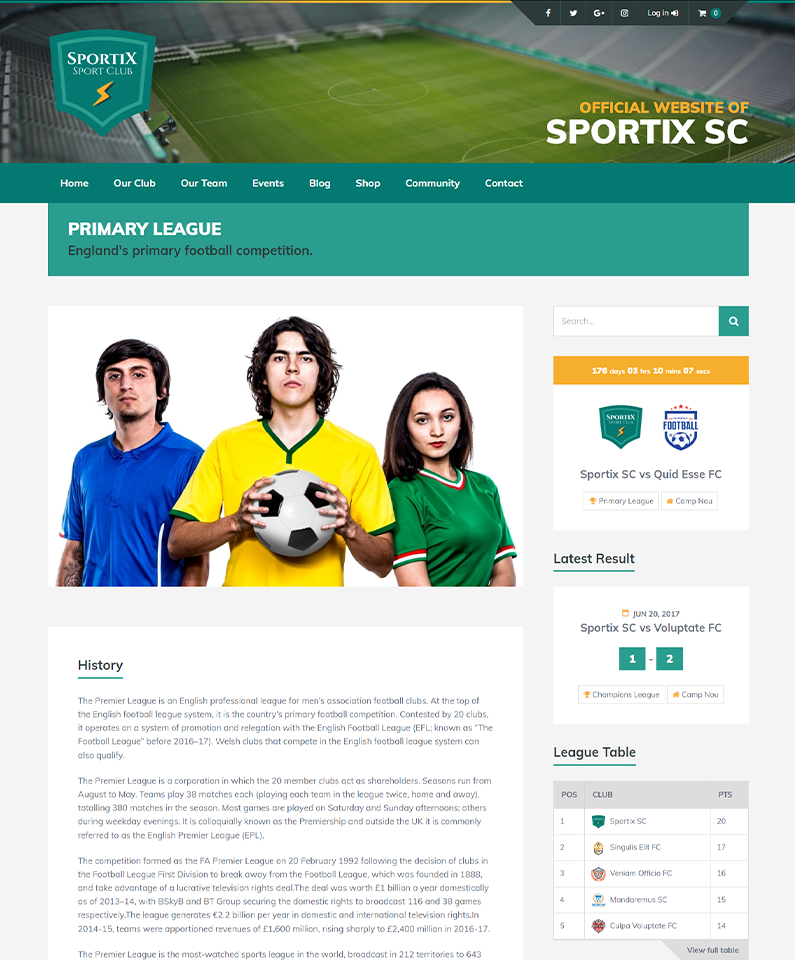 Log in
0
SPORTIX
SPORT CLUB
OFFICIAL WEBSITE OF
SPORTIX SC
Home
Our Club
Our Team
Events
Blog
Shop
Community
Contact
PRIMARY LEAGUE
England's primary football competition.
Search...
176 days 03 hrs 10 mins 07 secs
SPORTIX
SPORT CLUB
FOOTBALL
Sportix SC vs Quid Esse FC
Primary League
Camp Nou
Latest Result
JUN 20, 2017
Sportix SC vs Voluptate FC
1 - 2
Champions League
Camp Nou
History
The Premier League is an English professional league for men's association football clubs. At the top of
the English football league system, it is the country's primary football competition. Contested by 20 clubs,
it operates on a system of promotion and relegation with the English Football League (EFL; known as "The
Football League" before 2016–17). Welsh clubs that compete in the English football league system can
also qualify.
The Premier League is a corporation in which the 20 member clubs act as shareholders. Seasons run from
August to May. Teams play 38 matches each (playing each team in the league twice, home and away),
totalling 380 matches in the season. Most games are played on Saturday and Sunday afternoons; others
during weekday evenings. It is colloquially known as the Premiership and outside the UK it is commonly
referred to as the English Premier League (EPL).
The competition formed as the FA Premier League on 20 February 1992 following the decision of clubs in
the Football League First Division to break away from the Football League, which was founded in 1888,
and take advantage of a lucrative television rights deal.The deal was worth £1 billion a year domestically
as of 2013–14, with BSkyB and BT Group securing the domestic rights to broadcast 116 and 38 games
respectively.The league generates €2.2 billion per year in domestic and international television rights.In
2014-15, teams were apportioned revenues of £1,600 million, rising sharply to £2,400 million in 2016-17.
The Premier League is the most-watched sports league in the world, broadcast in 212 territories to 643
League Table
POS CLUB PTS
1 Sportix SC 20
2 Singulis Elit FC 17
3 Veniam Officia FC 16
4 Mandaremus SC 15
5 Culpa Voluptate FC 14
View full table